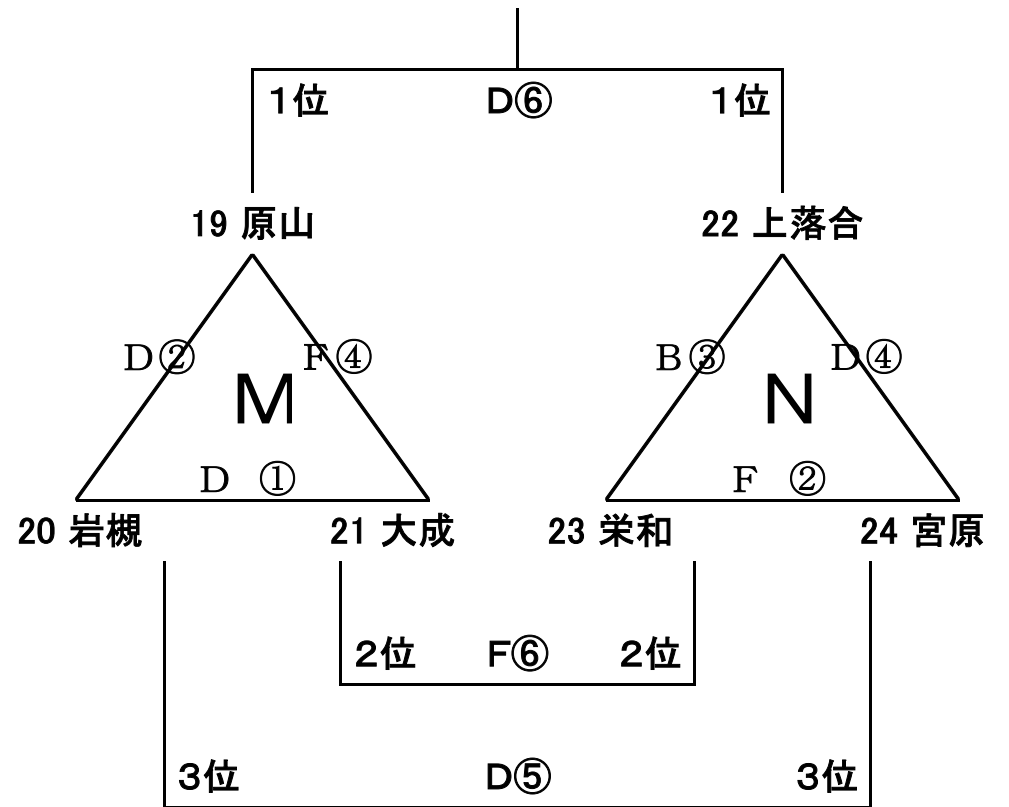 １位 D⑥ １位
19 原山 22 上落合
D② F④ B③ D④
M N
D ① F ②
20 岩槻 21 大成 23 栄和 24 宮原
２位 F⑥ ２位
３位 D⑤ ３位